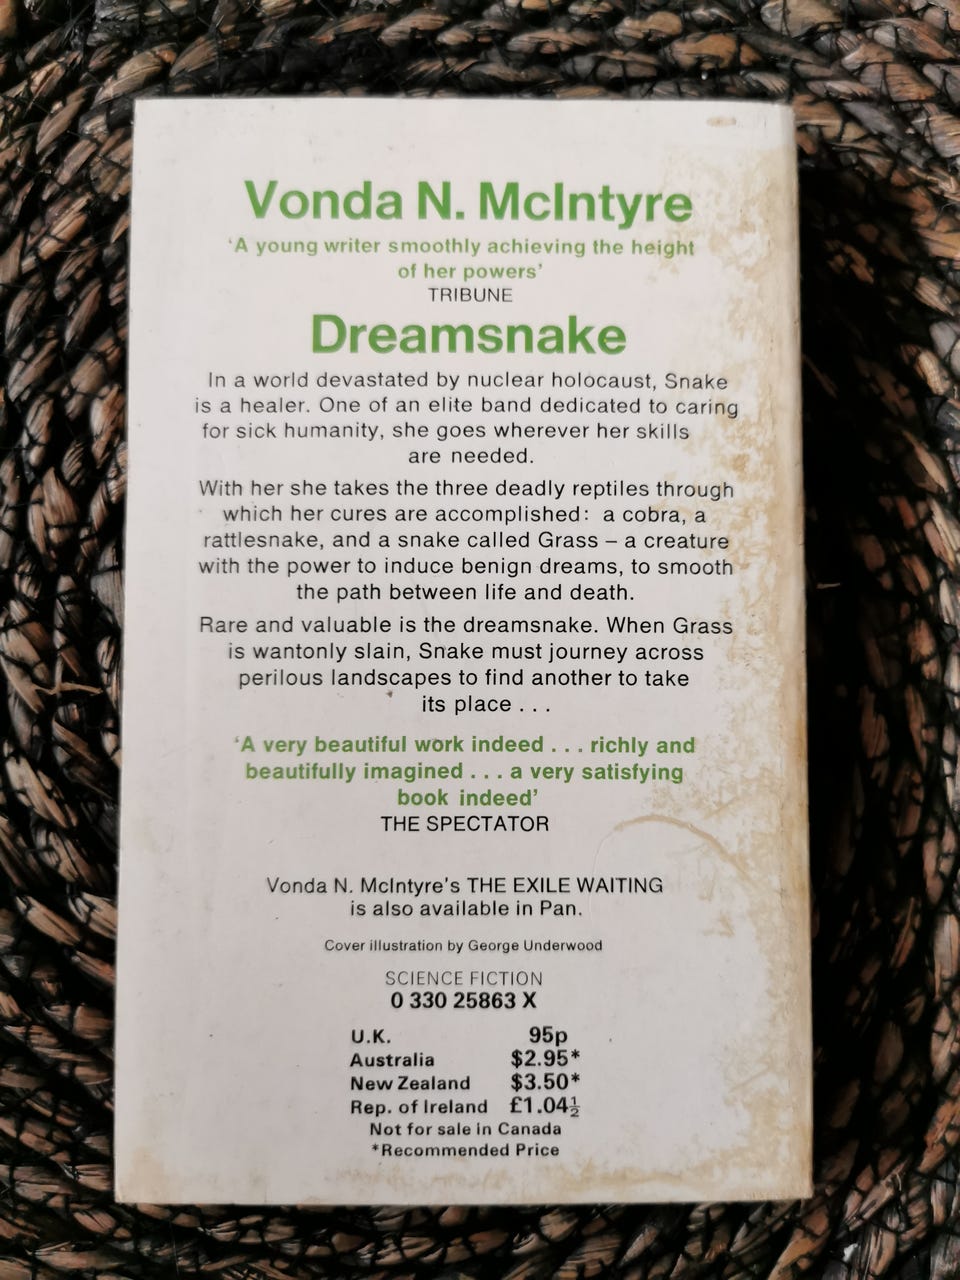 Vonda N. McIntyre
‘A young writer smoothly achieving the height
of her powers’
TRIBUNE
Dreamsnake
In a world devastated by nuclear holocaust, Snake
is a healer. One of an elite band dedicated to caring
for sick humanity, she goes wherever her skills
are needed.
With her she takes the three deadly reptiles through
which her cures are accomplished: a cobra, a
rattlesnake, and a snake called Grass – a creature
with the power to induce benign dreams, to smooth
the path between life and death.
Rare and valuable is the dreamsnake. When Grass
is wantonly slain, Snake must journey across
perilous landscapes to find another to take
its place . . .
‘A very beautiful work indeed . . . richly and
beautifully imagined . . . a very satisfying
book indeed’
THE SPECTATOR
Vonda N. McIntyre's THE EXILE WAITING
is also available in Pan.
Cover illustration by George Underwood
SCIENCE FICTION
0 330 25863 X
U.K. 95p
Australia $2.95*
New Zealand $3.50*
Rep. of Ireland £1.04½
Not for sale in Canada
*Recommended Price